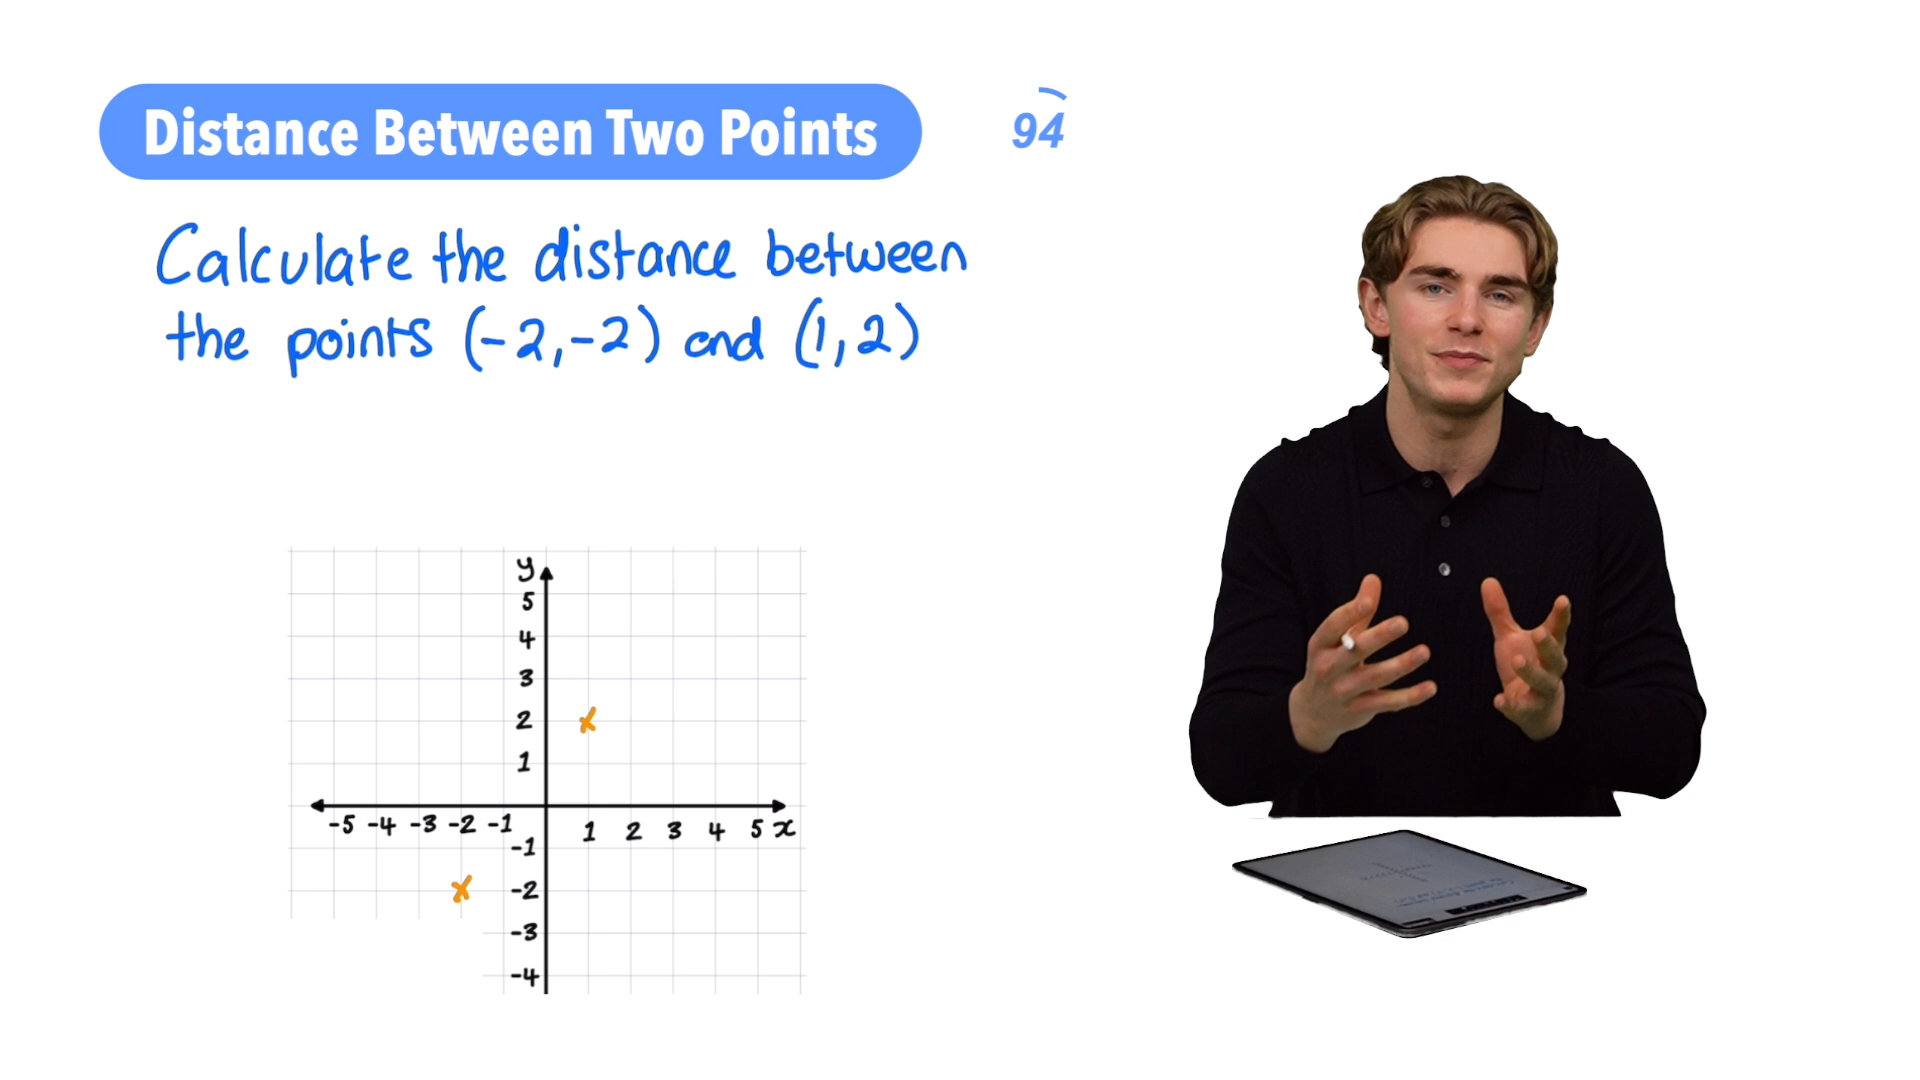 Distance Between Two Points
94
Calculate the distance between
the points (-2,-2) and (1,2)
y
5
4
3
2
1
-5 -4 -3 -2 -1 1 2 3 4 5 x
-1
-2
-3
-4